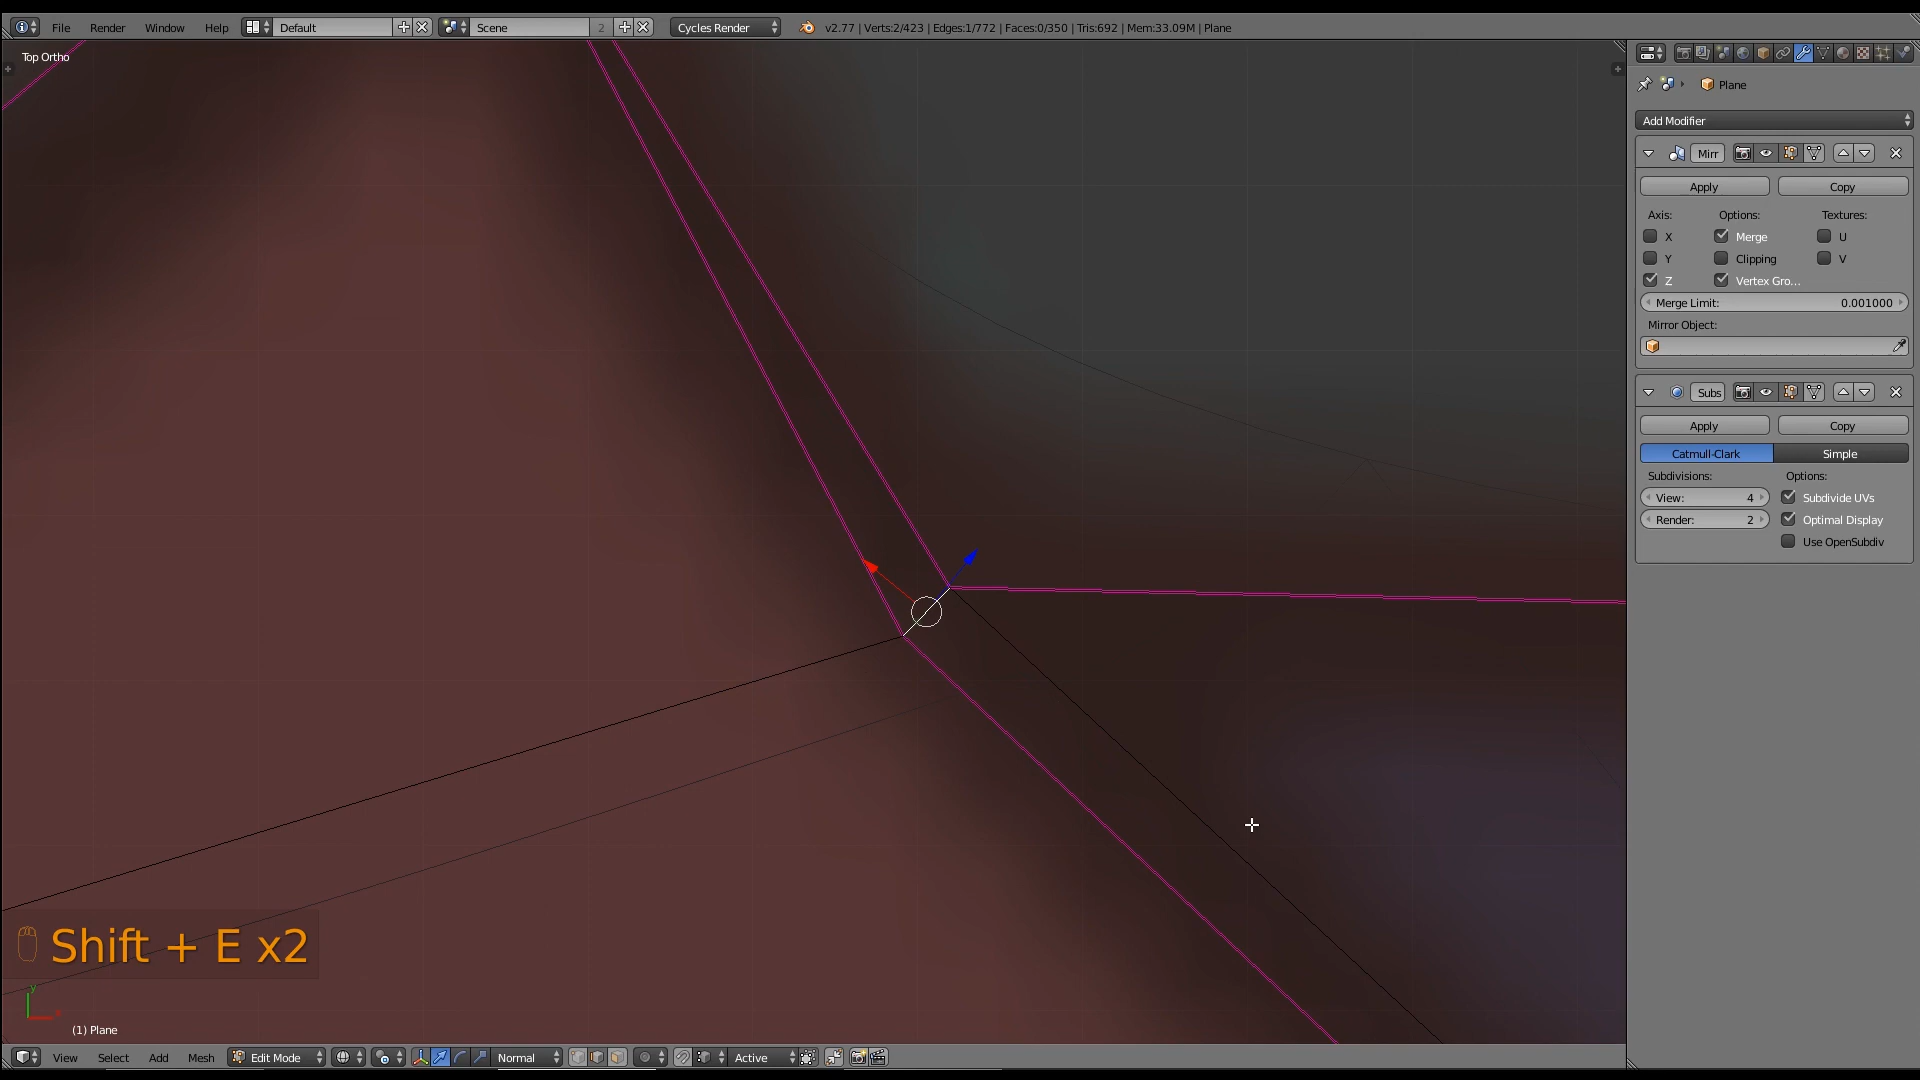 File Render Window Help Default Scene 2 Cycles Render v2.77 | Verts:2/423 | Edges:1/772 | Faces:0/350 | Tris:692 | Mem:33.09M | Plane
Top Ortho
Plane
Add Modifier
Mirr
Apply Copy
Axis: Options: Textures:
X Merge U
Y Clipping V
Z Vertex Gro...
Merge Limit: 0.001000
Mirror Object:
Subs
Apply Copy
Catmull-Clark Simple
Subdivisions: Options:
View: 4 Subdivide UVs
Render: 2 Optimal Display
Use OpenSubdiv
Shift + E x2
y
x
(1) Plane
View Select Add Mesh Edit Mode Normal Active